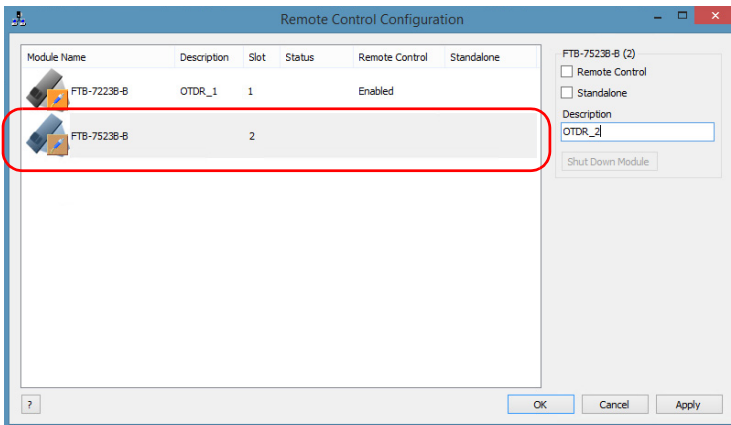 Remote Control Configuration
Module Name Description Slot Status Remote Control Standalone
FTB-7223B-B OTDR_1 1 Enabled
FTB-7523B-B 2
FTB-7523B-B (2)
Remote Control
Standalone
Description
OTDR_2
Shut Down Module
? OK Cancel Apply